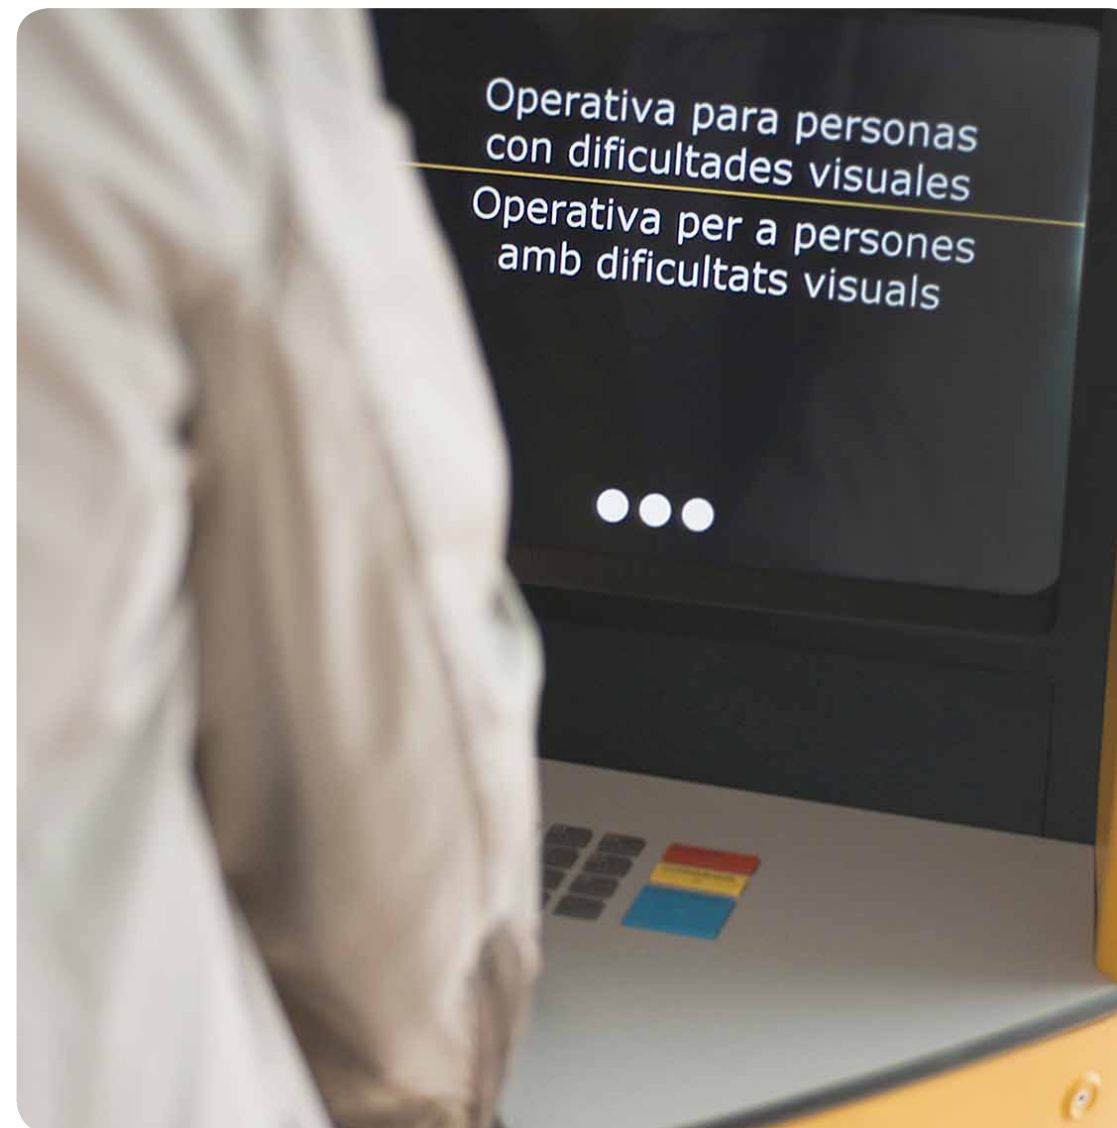 Operativa para personas
con dificultades visuales
Operativa per a persones
amb dificultats visuals